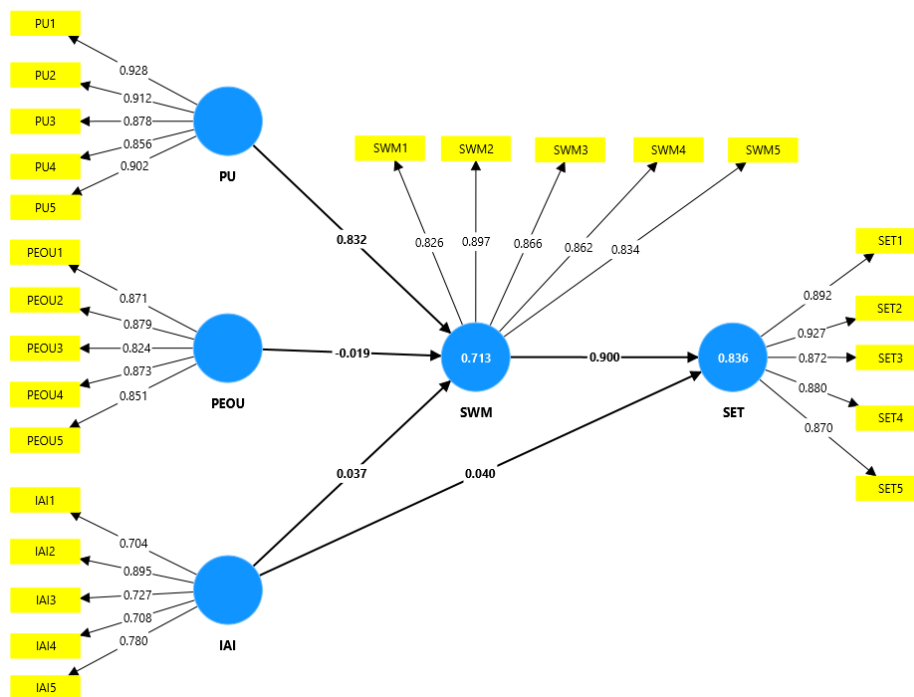 PU1
PU2
PU3
PU4
PU5
0.928
0.912
0.878
0.856
0.902
PU
PEOU1
PEOU2
PEOU3
PEOU4
PEOU5
0.871
0.879
0.824
0.873
0.851
PEOU
IAI1
IAI2
IAI3
IAI4
IAI5
0.704
0.895
0.727
0.708
0.780
IAI
0.832
-0.019
0.037
0.040
SWM1
SWM2
SWM3
SWM4
SWM5
0.826
0.897
0.866
0.862
0.834
0.713
SWM
0.900
0.836
SET
0.892
0.927
0.872
0.880
0.870
SET1
SET2
SET3
SET4
SET5